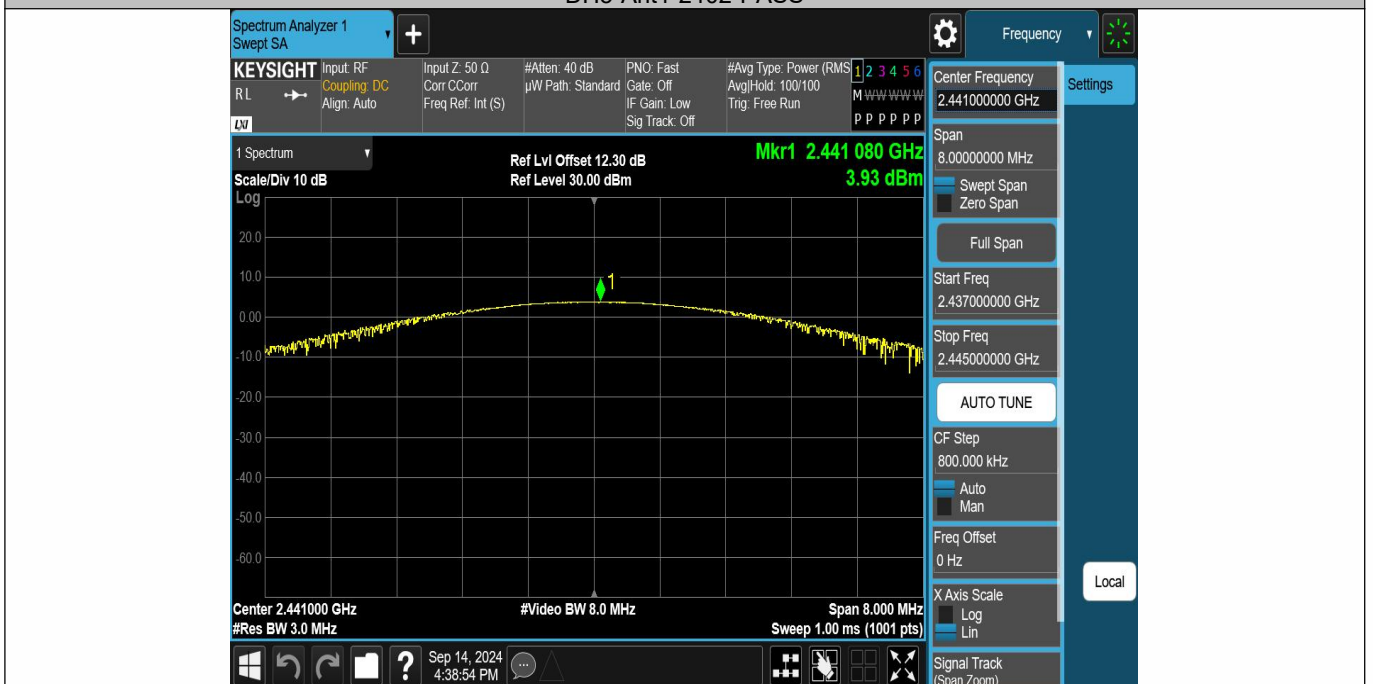 Spectrum Analyzer 1
Swept SA
+
Frequency
KEYSIGHT
RL
LXI
Input: RF
Coupling: DC
Align: Auto
Input Z: 50 Ω
Corr CCorr
Freq Ref: Int (S)
#Atten: 40 dB
µW Path: Standard
PNO: Fast
Gate: Off
IF Gain: Low
Sig Track: Off
#Avg Type: Power (RMS
Avg|Hold: 100/100
Trig: Free Run
1 2 3 4 5 6
M W W W W W
P P P P P P
Center Frequency
2.441000000 GHz
Settings
Span
8.00000000 MHz
Swept Span
Zero Span
Full Span
Start Freq
2.437000000 GHz
Stop Freq
2.445000000 GHz
AUTO TUNE
CF Step
800.000 kHz
Auto
Man
Freq Offset
0 Hz
X Axis Scale
Log
Lin
Signal Track
(Span Zoom)
Local
1 Spectrum
Scale/Div 10 dB
Log
Ref Lvl Offset 12.30 dB
Ref Level 30.00 dBm
Mkr1 2.441 080 GHz
3.93 dBm
20.0
10.0
1
0.00
-10.0
-20.0
-30.0
-40.0
-50.0
-60.0
Center 2.441000 GHz
#Res BW 3.0 MHz
#Video BW 8.0 MHz
Span 8.000 MHz
Sweep 1.00 ms (1001 pts)
?
Sep 14, 2024
4:38:54 PM